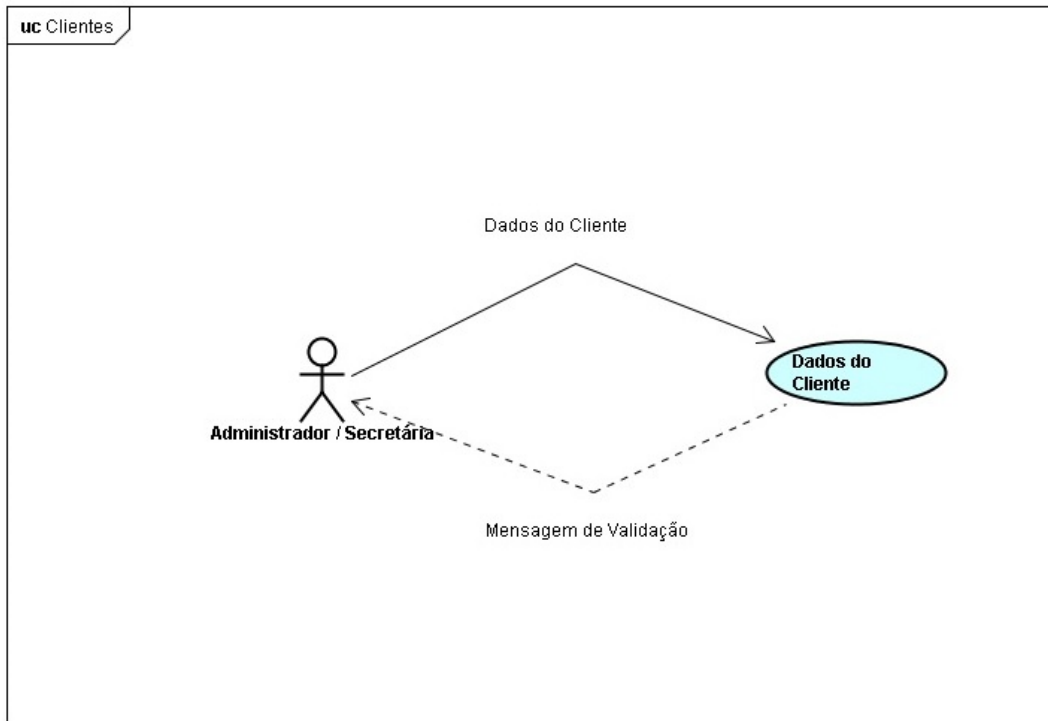 uc Clientes
Dados do Cliente
Dados do
Cliente
Administrador / Secretária
Mensagem de Validação